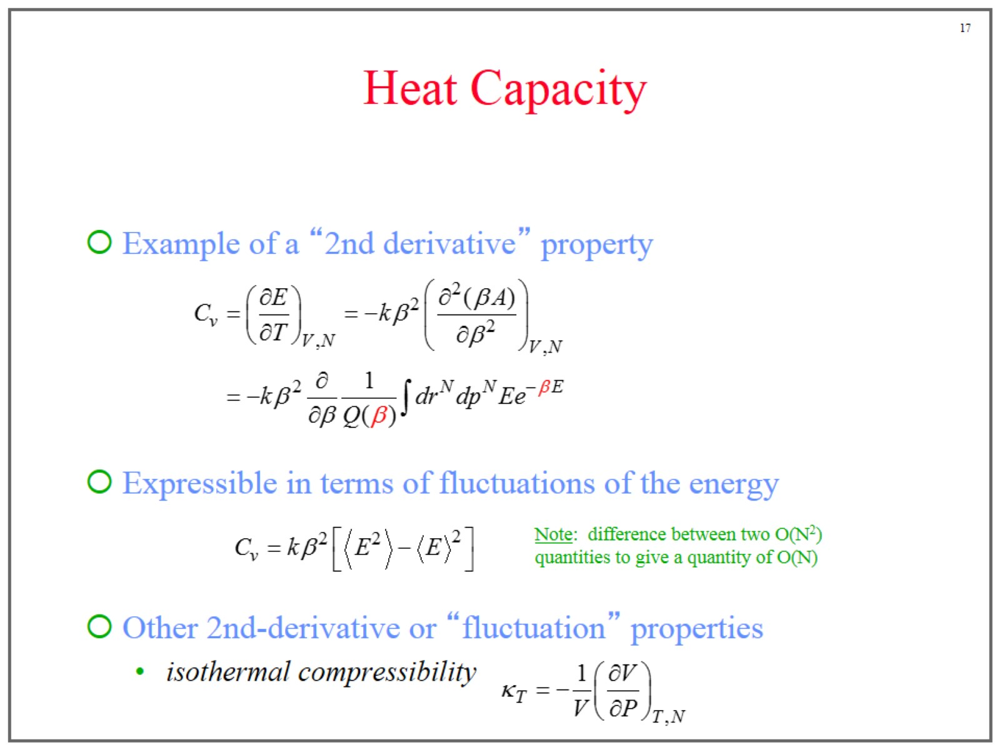 17
Heat Capacity
Example of a “2nd derivative” property
$C_v = \left(\frac{\partial E}{\partial T}\right)_{V,N} = -k\beta^2 \left(\frac{\partial^2(\beta A)}{\partial \beta^2}\right)_{V,N}$
$= -k\beta^2 \frac{\partial}{\partial \beta} \frac{1}{Q(\beta)} \int dr^N dp^N E e^{-\beta E}$
Expressible in terms of fluctuations of the energy
$C_v = k\beta^2 \left[\left\langle E^2 \right\rangle - \left\langle E \right\rangle^2\right]$
Note: difference between two O(N²)
quantities to give a quantity of O(N)
Other 2nd-derivative or “fluctuation” properties
• isothermal compressibility $\kappa_T = -\frac{1}{V}\left(\frac{\partial V}{\partial P}\right)_{T,N}$